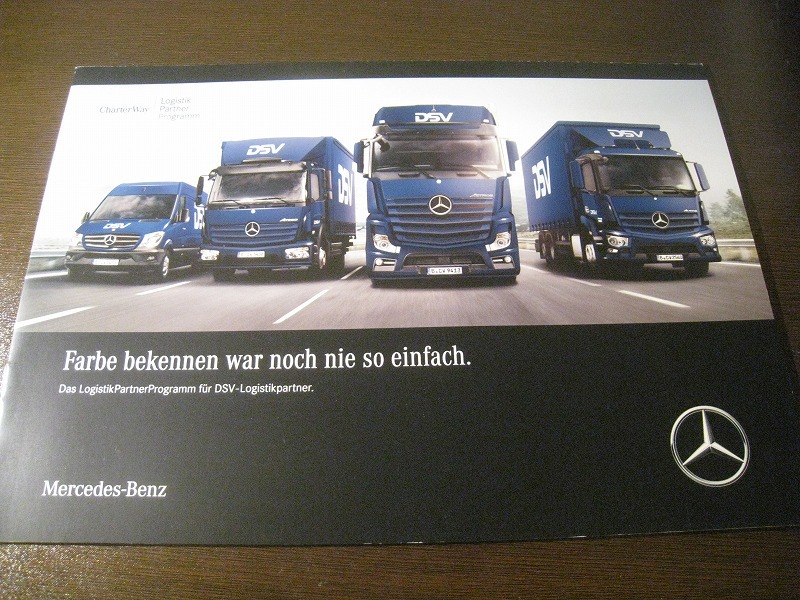 CharterWay
Logistik
Partner
Programm
DSV
DSV
DSV
DSV
DSV
DSV
Farbe bekennen war noch nie so einfach.
Das LogistikPartnerProgramm für DSV-Logistikpartner.
Mercedes-Benz